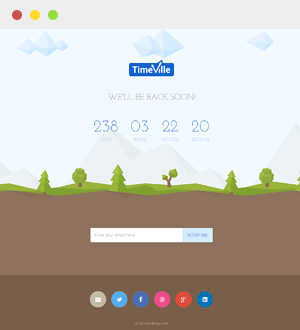 TimeVille
WE'LL BE BACK SOON!
238 03 22 20
DAYS HOURS MINUTES SECONDS
Enter your email here
NOTIFY ME